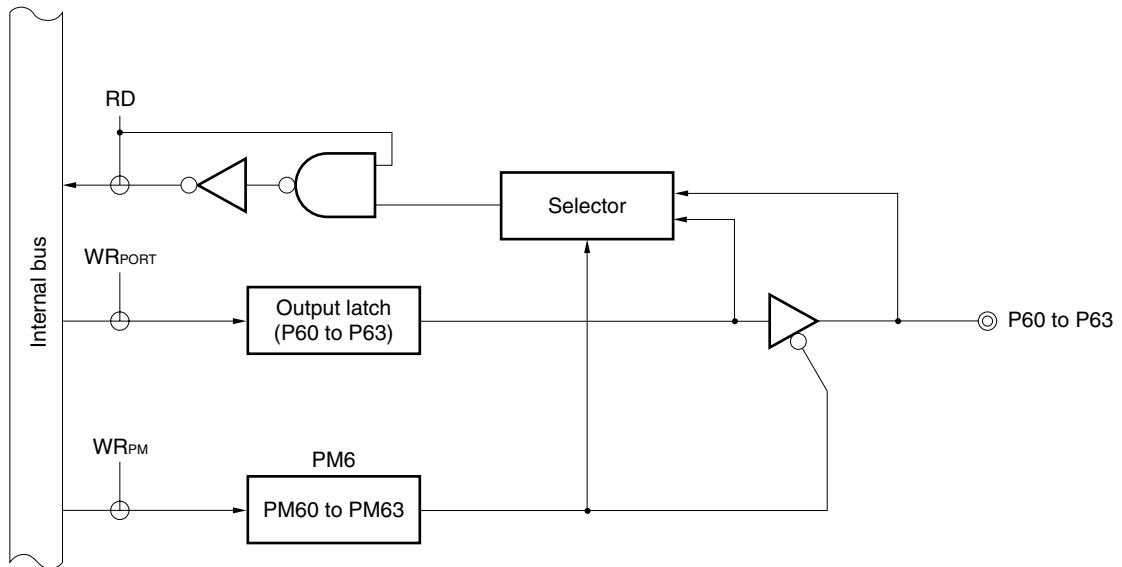 RD
Selector
WRPORT
Internal bus
Output latch
(P60 to P63)
P60 to P63
WRPM
PM6
PM60 to PM63